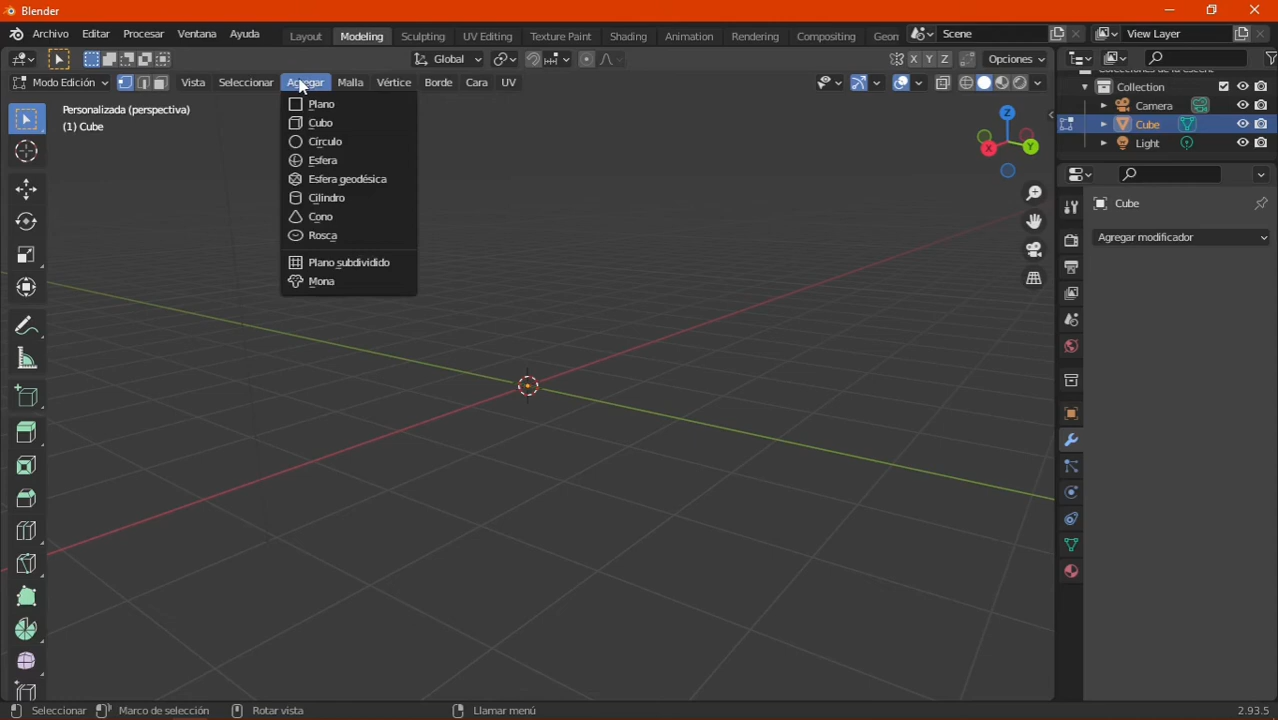 Blender
Archivo Editar Procesar Ventana Ayuda Layout Modeling Sculpting UV Editing Texture Paint Shading Animation Rendering Compositing Geom Scene View Layer
Global X Y Z Opciones
Modo Edición Vista Seleccionar Agregar Malla Vértice Borde Cara UV
Collection
Personalizada (perspectiva)
(1) Cube
Plano
Cubo
Círculo
Esfera
Esfera geodésica
Cilindro
Cono
Rosca
Plano subdividido
Mona
Z
X
Y
Camera
Cube
Light
Cube
Agregar modificador
Seleccionar Marco de selección Rotar vista Llamar menú 2.93.5